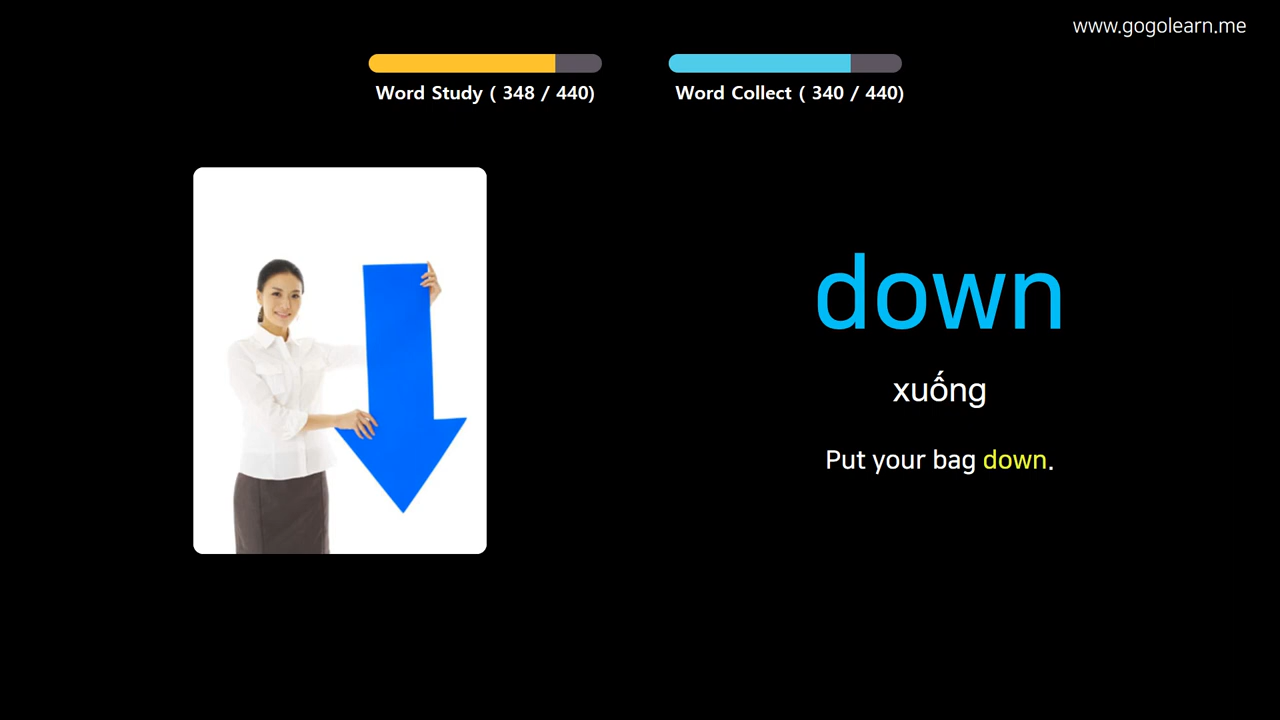 www.gogolearn.me
Word Study ( 348 / 440)
Word Collect ( 340 / 440)
down
xuống
Put your bag down.